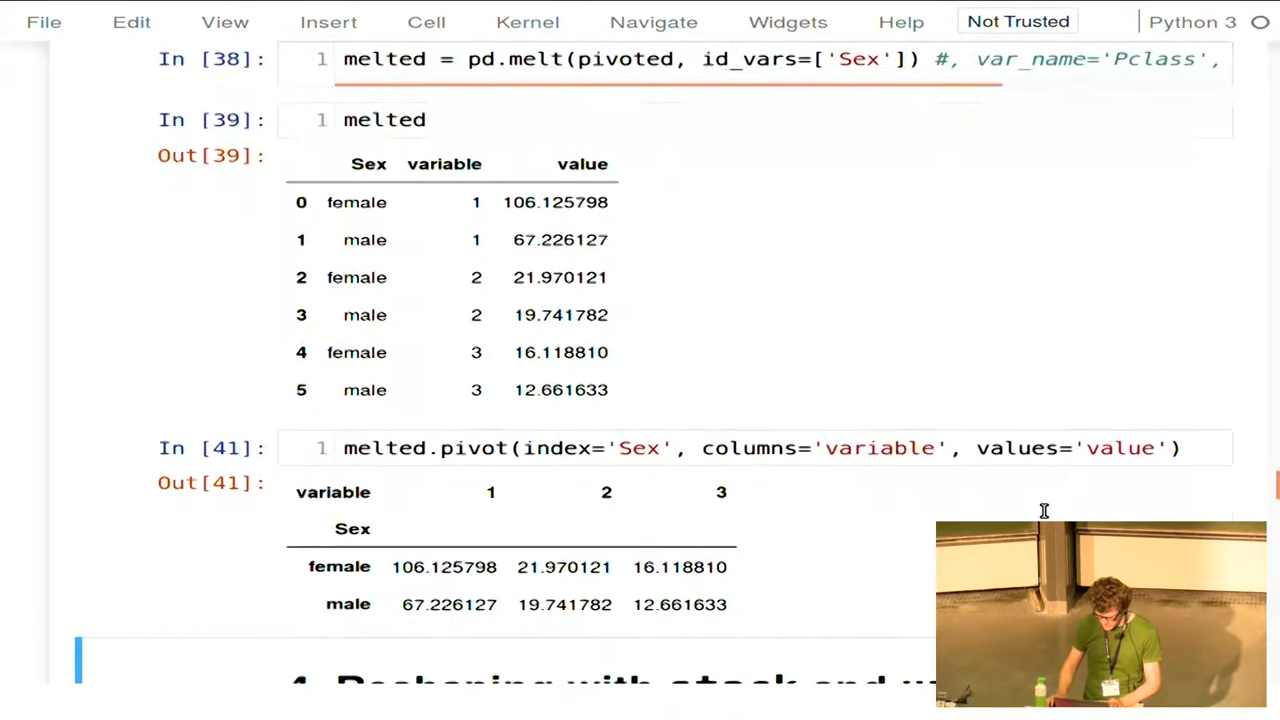 File Edit View Insert Cell Kernel Navigate Widgets Help Not Trusted Python 3
In [38]: 1 melted = pd.melt(pivoted, id_vars=['Sex']) #, var_name='Pclass',
In [39]: 1 melted
Out[39]:
Sex variable value
0 female 1 106.125798
1 male 1 67.226127
2 female 2 21.970121
3 male 2 19.741782
4 female 3 16.118810
5 male 3 12.661633
In [41]: 1 melted.pivot(index='Sex', columns='variable', values='value')
Out[41]:
variable 1 2 3
Sex
female 106.125798 21.970121 16.118810
male 67.226127 19.741782 12.661633
Reshaping with stack and